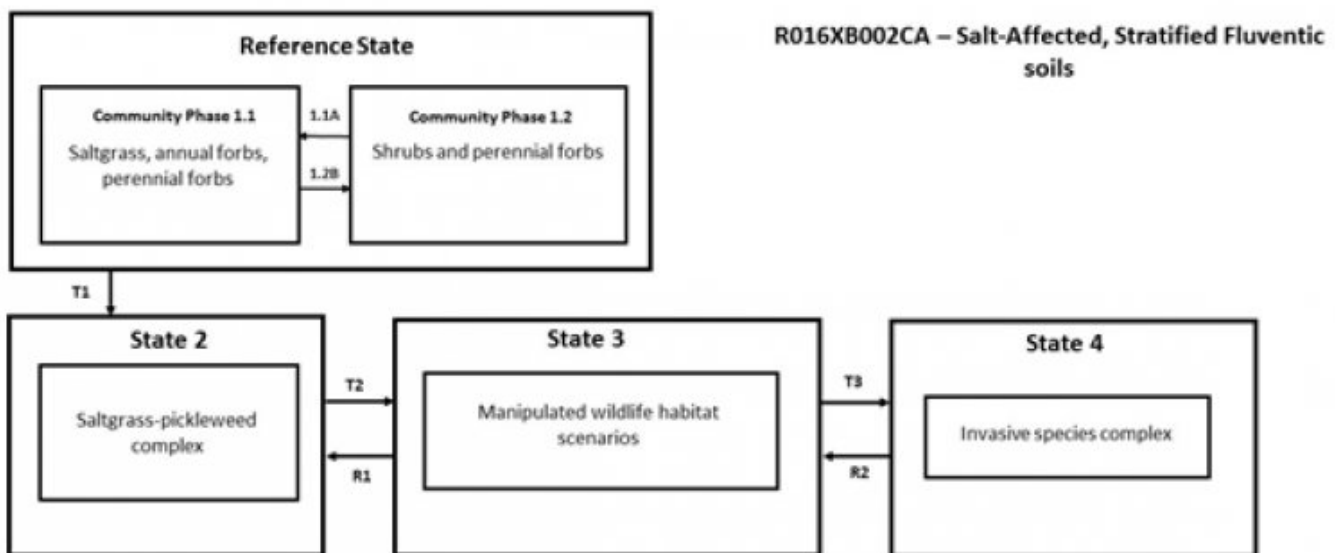 Reference State
R016XB002CA – Salt-Affected, Stratified Fluventic
soils
Community Phase 1.1
Saltgrass, annual forbs,
perennial forbs
1.1A
1.2B
Community Phase 1.2
Shrubs and perennial forbs
T1
State 2
Saltgrass-pickleweed
complex
T2
R1
State 3
Manipulated wildlife habitat
scenarios
T3
R2
State 4
Invasive species complex